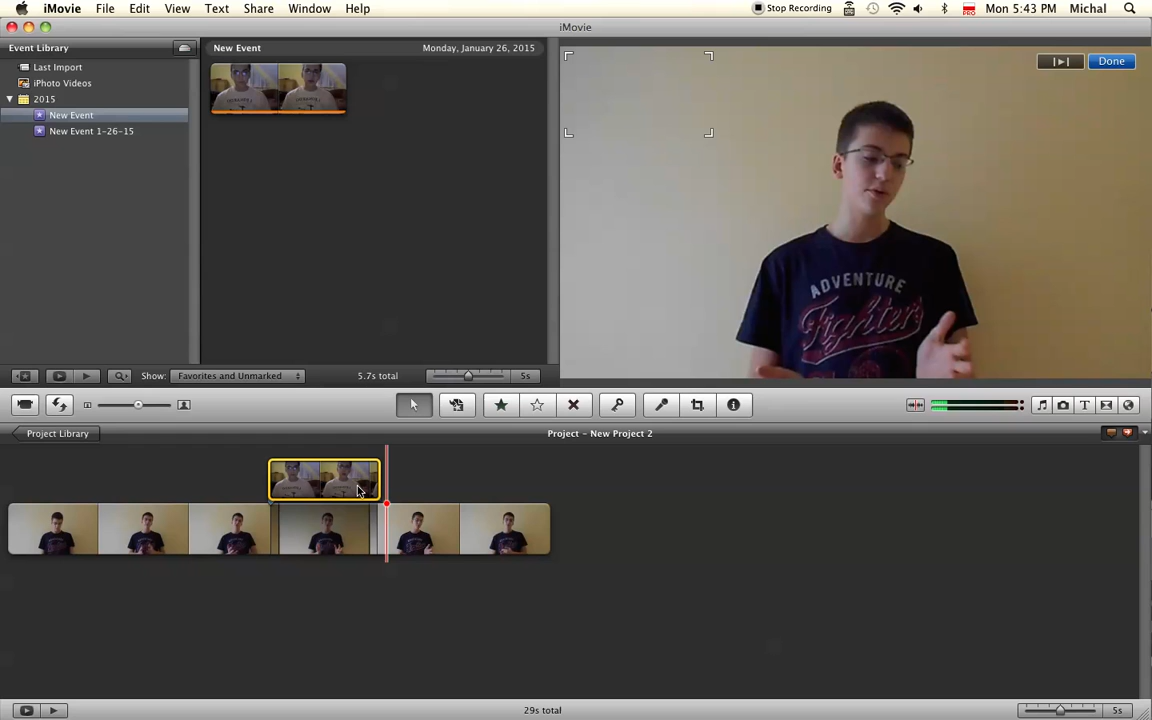 iMovie File Edit View Text Share Window Help Stop Recording Mon 5:43 PM Michal
iMovie
Event Library
New Event Monday, January 26, 2015
Last Import
iPhoto Videos
2015
New Event
New Event 1-26-15
Done
ADVENTURE
Fighters
Show: Favorites and Unmarked 5.7s total 5s
Project Library Project - New Project 2
29s total 5s